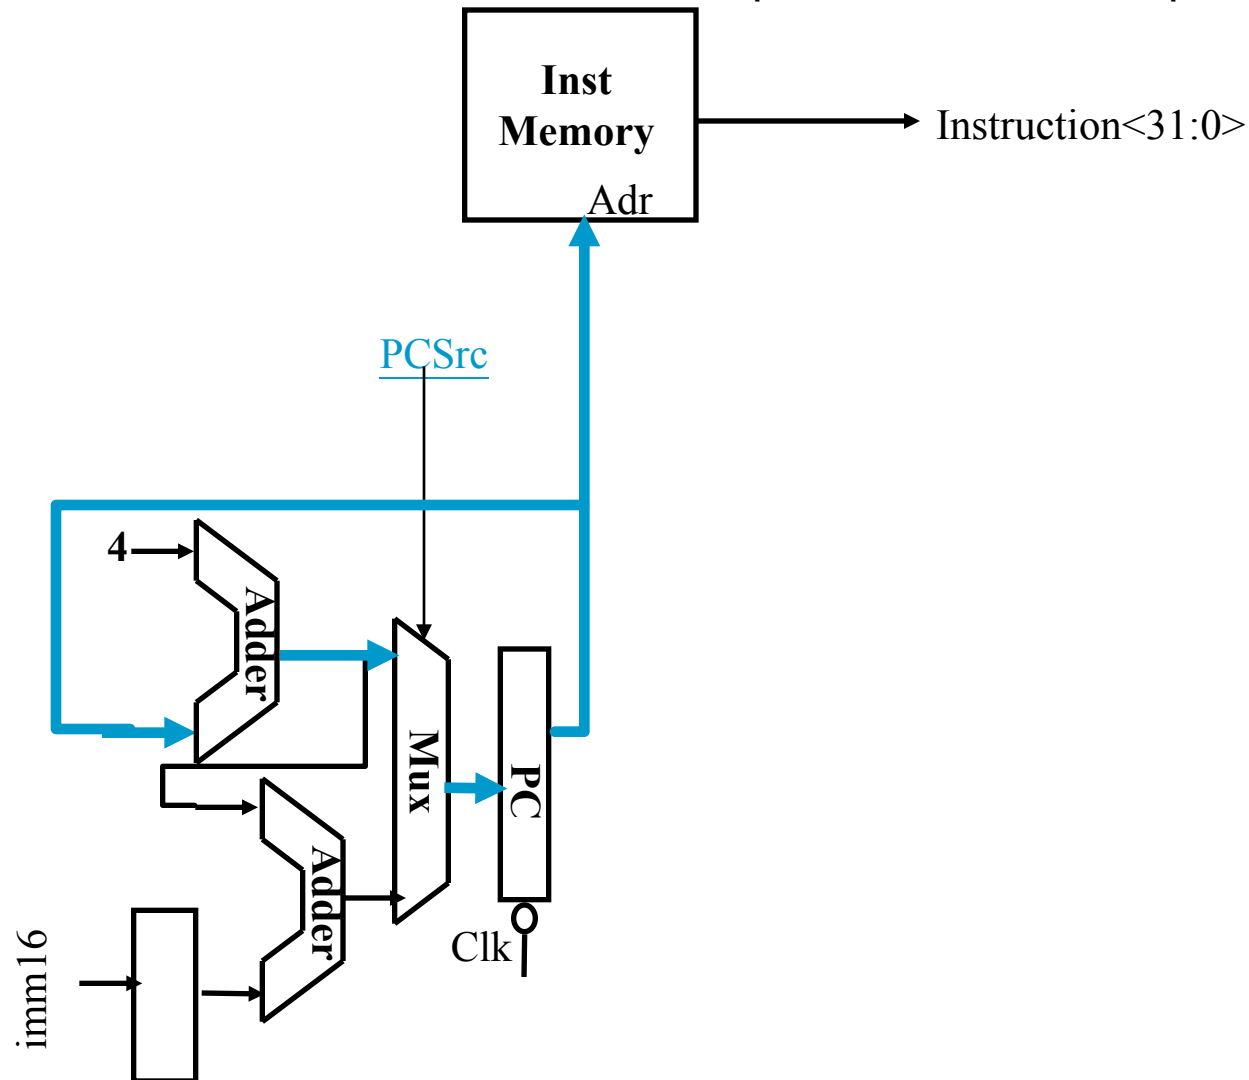 Inst
Memory
Adr
Instruction<31:0>
PCSrc
4
Adder
Mux
PC
Adder
Clk
imm16